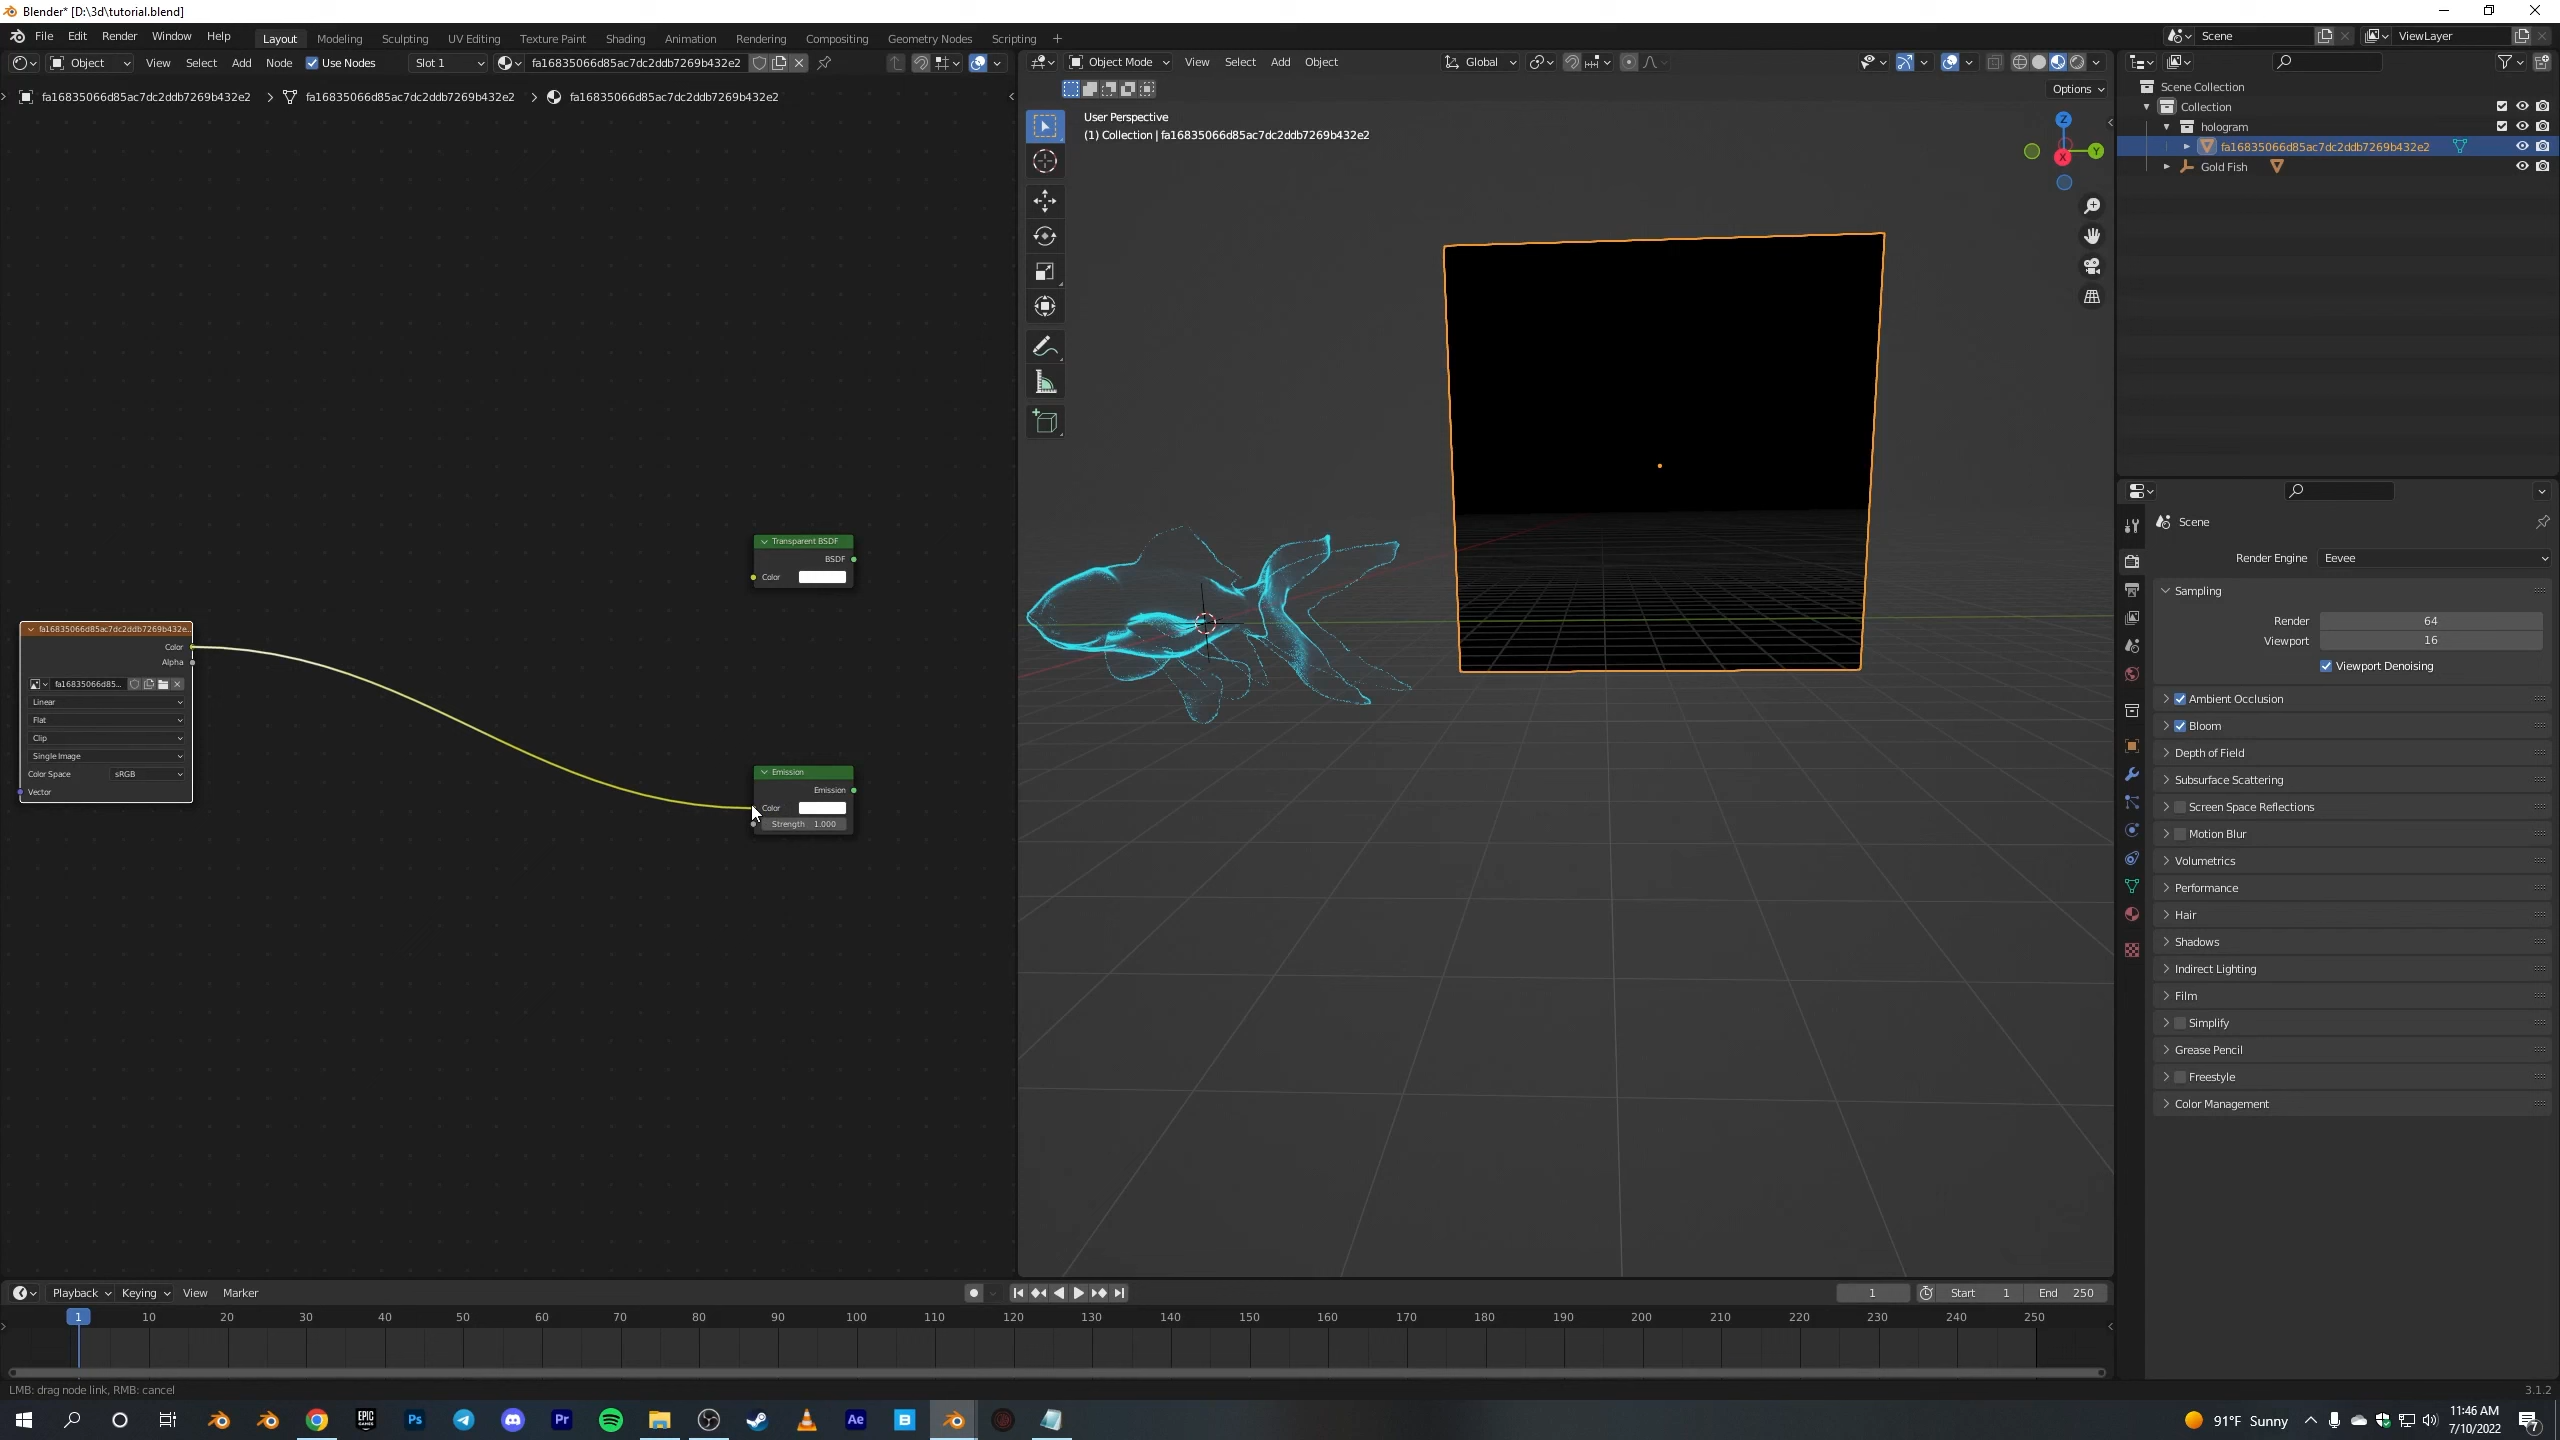 Blender* [D:\3d\tutorial.blend]
File Edit Render Window Help Layout Modeling Sculpting UV Editing Texture Paint Shading Animation Rendering Compositing Geometry Nodes Scripting + Scene ViewLayer
Object View Select Add Node Use Nodes Slot 1 fa16835066d85ac7dc2ddb7269b432e2
Object Mode View Select Add Object Global
fa16835066d85ac7dc2ddb7269b432e2 > fa16835066d85ac7dc2ddb7269b432e2 > fa16835066d85ac7dc2ddb7269b432e2
Options
User Perspective
(1) Collection | fa16835066d85ac7dc2ddb7269b432e2
Z
Y
X
Scene Collection
Collection
hologram
fa16835066d85ac7dc2ddb7269b432e2
Gold Fish
Transparent BSDF
BSDF
Color
fa16835066d85ac7dc2ddb7269b432e...
Color
Alpha
fa16835066d85...
Linear
Flat
Clip
Single Image
Color Space sRGB
Vector
Emission
Emission
Color
Strength 1.000
Scene
Render Engine Eevee
Sampling
Render 64
Viewport 16
Viewport Denoising
Ambient Occlusion
Bloom
Depth of Field
Subsurface Scattering
Screen Space Reflections
Motion Blur
Volumetrics
Performance
Hair
Shadows
Indirect Lighting
Film
Simplify
Grease Pencil
Freestyle
Color Management
Playback Keying View Marker 1 Start 1 End 250
1 10 20 30 40 50 60 70 80 90 100 110 120 130 140 150 160 170 180 190 200 210 220 230 240 250
LMB: drag node link, RMB: cancel
3.1.2
EPIC GAMES Ps Pr Ae B
91°F Sunny
11:46 AM
7/10/2022
7